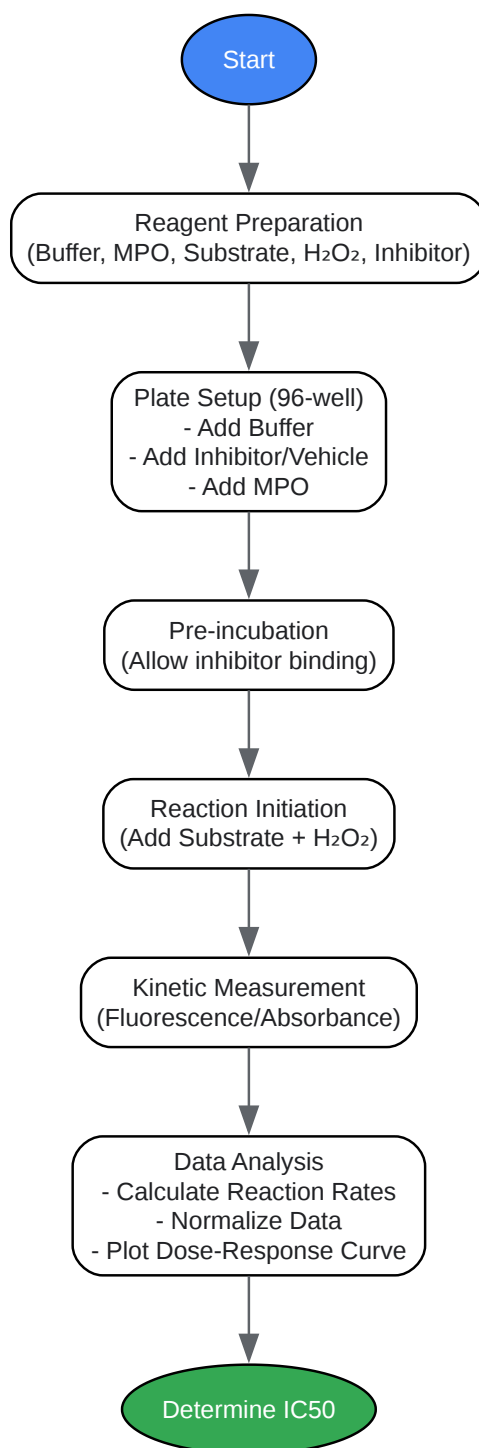 Start
Reagent Preparation
(Buffer, MPO, Substrate, H₂O₂, Inhibitor)
Plate Setup (96-well)
- Add Buffer
- Add Inhibitor/Vehicle
- Add MPO
Pre-incubation
(Allow inhibitor binding)
Reaction Initiation
(Add Substrate + H₂O₂)
Kinetic Measurement
(Fluorescence/Absorbance)
Data Analysis
- Calculate Reaction Rates
- Normalize Data
- Plot Dose-Response Curve
Determine IC50